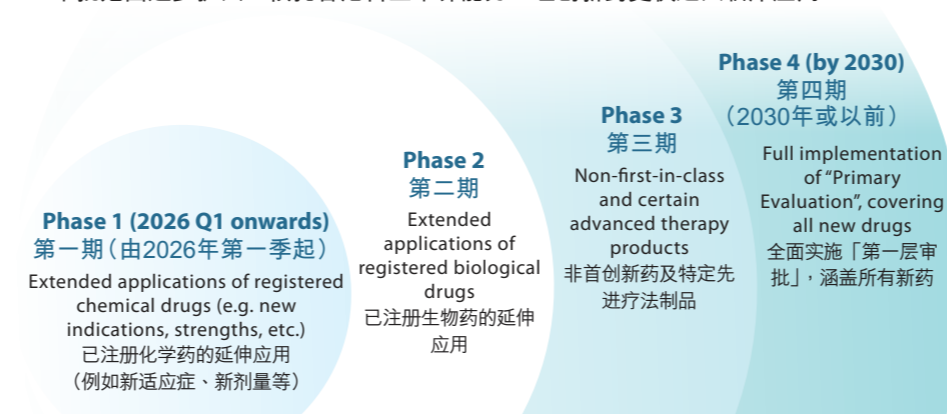 Phase 1 (2026 Q1 onwards)
第一期（由2026年第一季起）
Extended applications of registered
chemical drugs (e.g. new
indications, strengths, etc.)
已注册化学药的延伸应用
（例如新适应症、新剂量等）
Phase 2
第二期
Extended
applications of
registered biological
drugs
已注册生物药的延伸
应用
Phase 3
第三期
Non-first-in-class
and certain
advanced therapy
products
非首创新药及特定先
进疗法制品
Phase 4 (by 2030)
第四期
（2030年或以前）
Full implementation
of “Primary
Evaluation”, covering
all new drugs
全面实施「第一层审
批」，涵盖所有新药